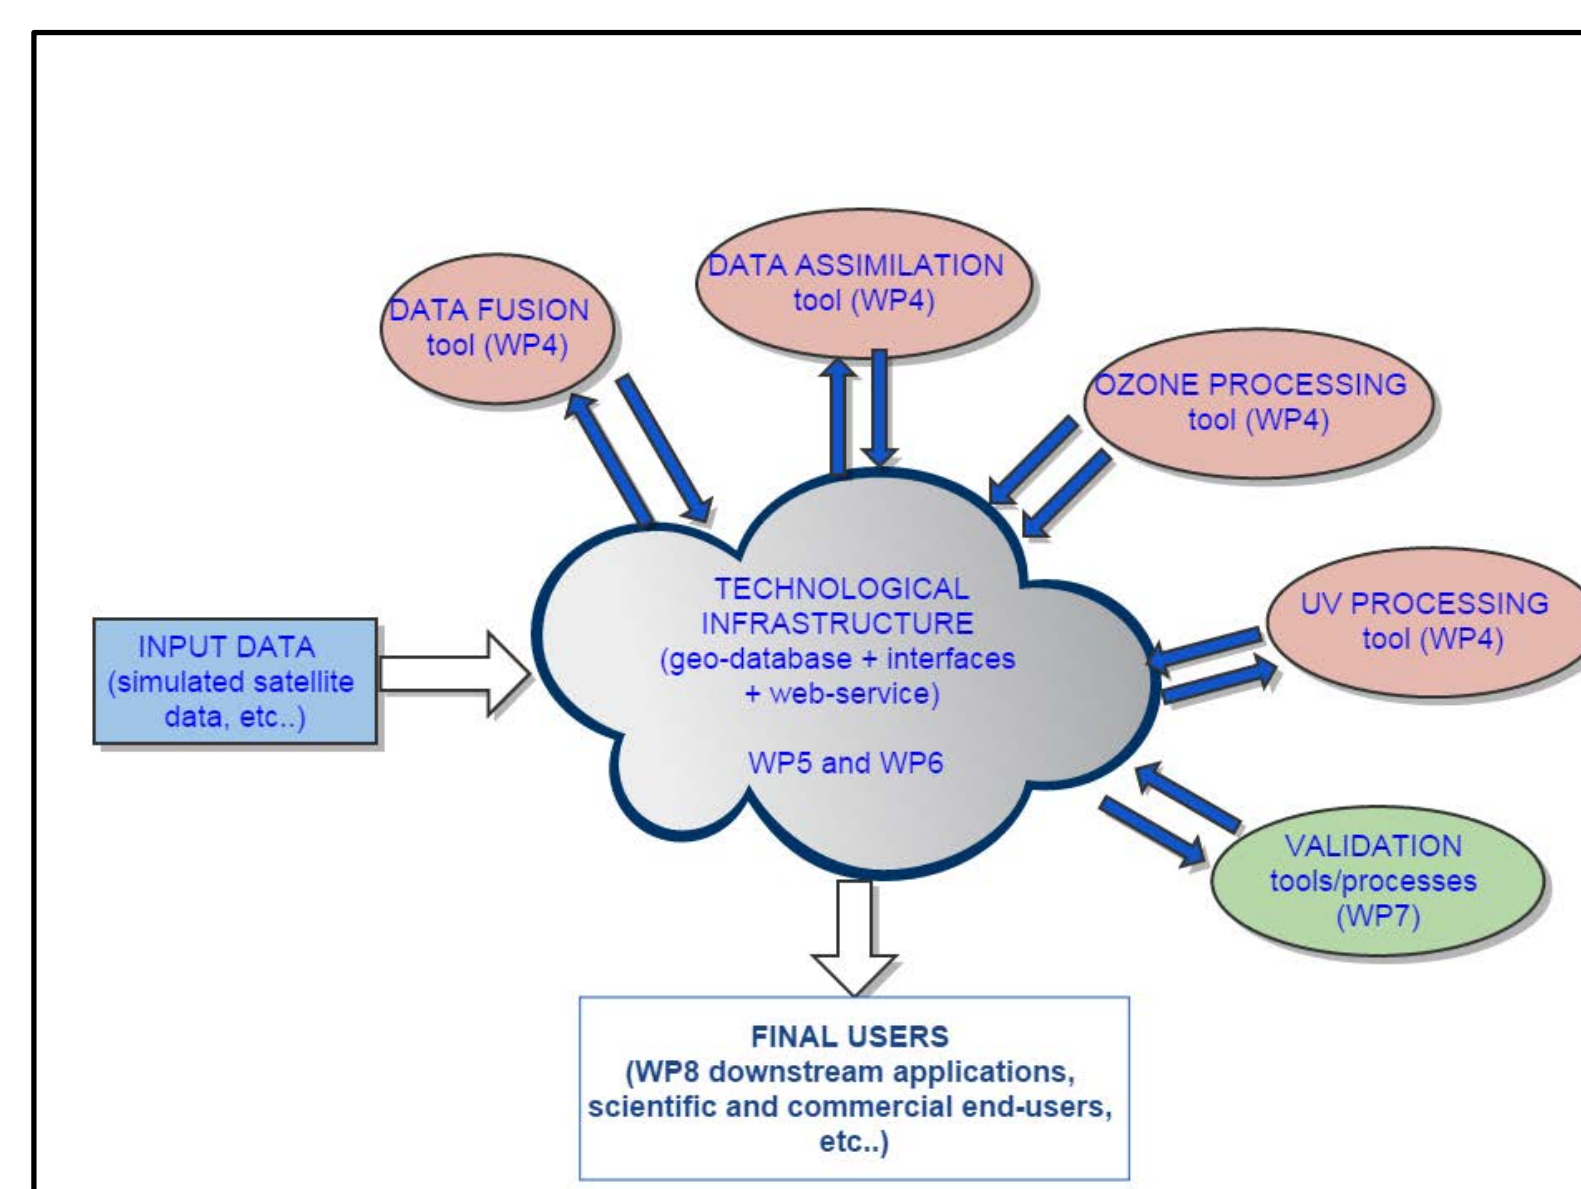 DATA FUSION
tool (WP4)
DATA ASSIMILATION
tool (WP4)
OZONE PROCESSING
tool (WP4)
UV PROCESSING
tool (WP4)
TECHNOLOGICAL
INFRASTRUCTURE
(geo-database + interfaces
+ web-service)
WP5 and WP6
INPUT DATA
(simulated satellite
data, etc..)
VALIDATION
tools/processes
(WP7)
FINAL USERS
(WP8 downstream applications,
scientific and commercial end-users,
etc..)